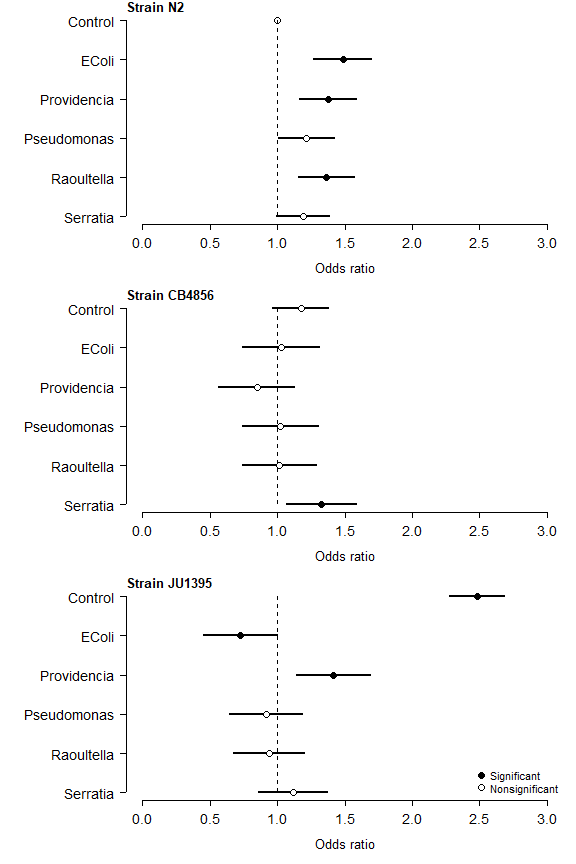 Strain N2
Control
EColi
Providencia
Pseudomonas
Raoultella
Serratia
0.0 0.5 1.0 1.5 2.0 2.5 3.0
Odds ratio
Strain CB4856
Control
EColi
Providencia
Pseudomonas
Raoultella
Serratia
0.0 0.5 1.0 1.5 2.0 2.5 3.0
Odds ratio
Strain JU1395
Control
EColi
Providencia
Pseudomonas
Raoultella
Serratia
Significant
Nonsignificant
0.0 0.5 1.0 1.5 2.0 2.5 3.0
Odds ratio